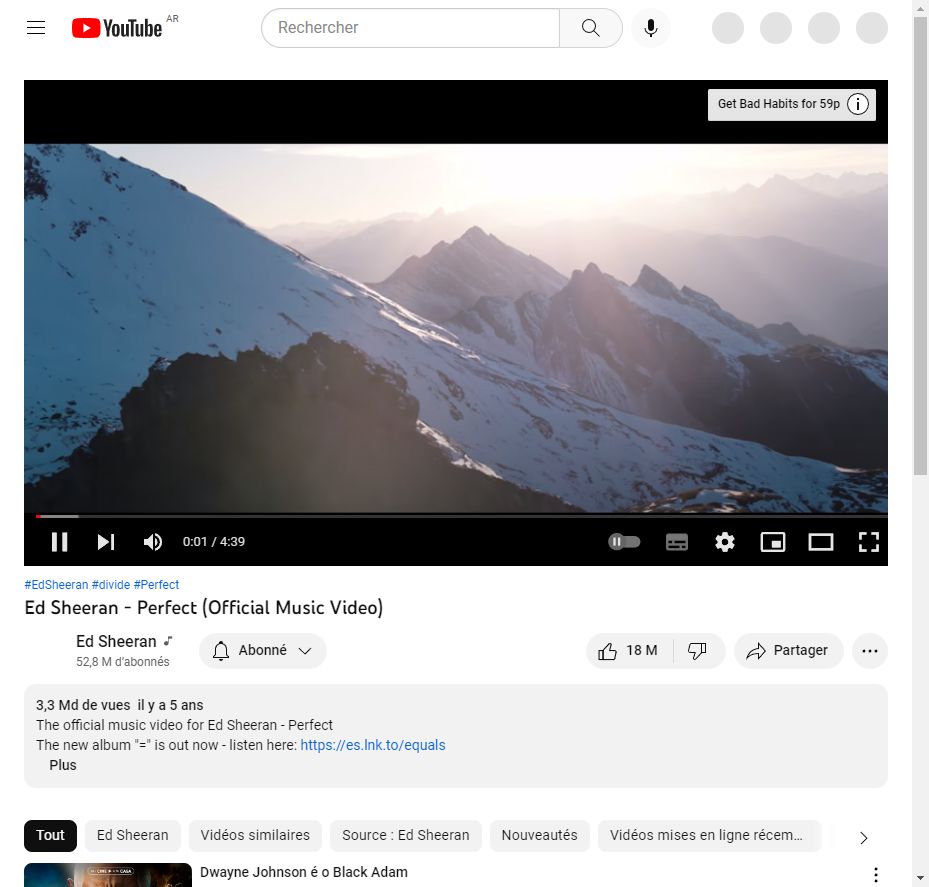 YouTube AR
Rechercher
Get Bad Habits for 59p
0:01 / 4:39
#EdSheeran #divide #Perfect
Ed Sheeran - Perfect (Official Music Video)
Ed Sheeran
52,8 M d'abonnés
Abonné
18 M
Partager
3,3 Md de vues il y a 5 ans
The official music video for Ed Sheeran - Perfect
The new album "=" is out now - listen here: https://es.lnk.to/equals
Plus
Tout
Ed Sheeran
Vidéos similaires
Source : Ed Sheeran
Nouveautés
Vidéos mises en ligne récem...
Dwayne Johnson é o Black Adam